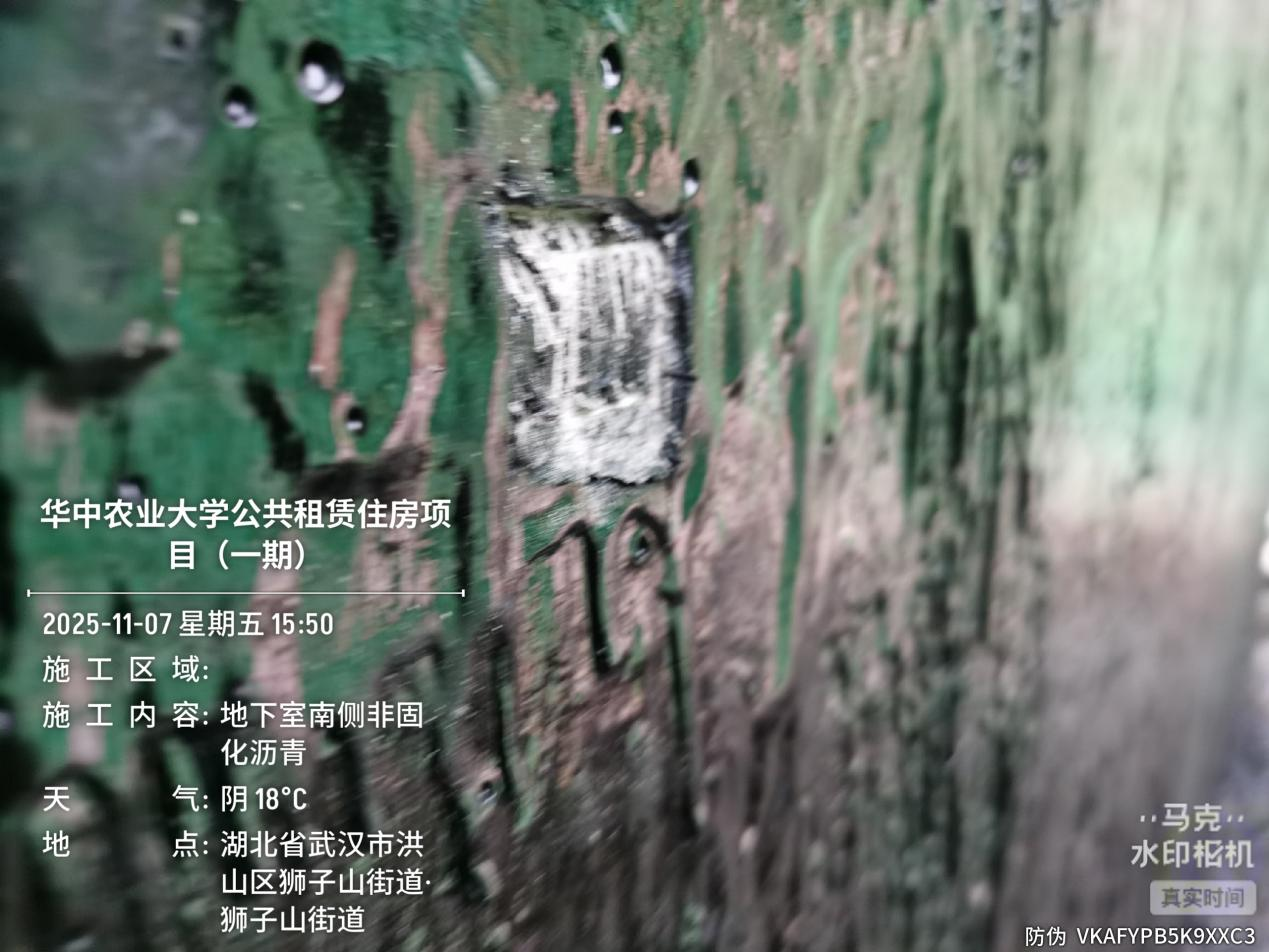 华中农业大学公共租赁住房项
目（一期）
2025-11-07 星期五 15:50
施工区域:
施工内容: 地下室南侧非固
化沥青
天气: 阴 18°C
地点: 湖北省武汉市洪
山区狮子山街道·
狮子山街道
马克
水印相机
真实时间
防伪 VKAFYPB5K9XXC3